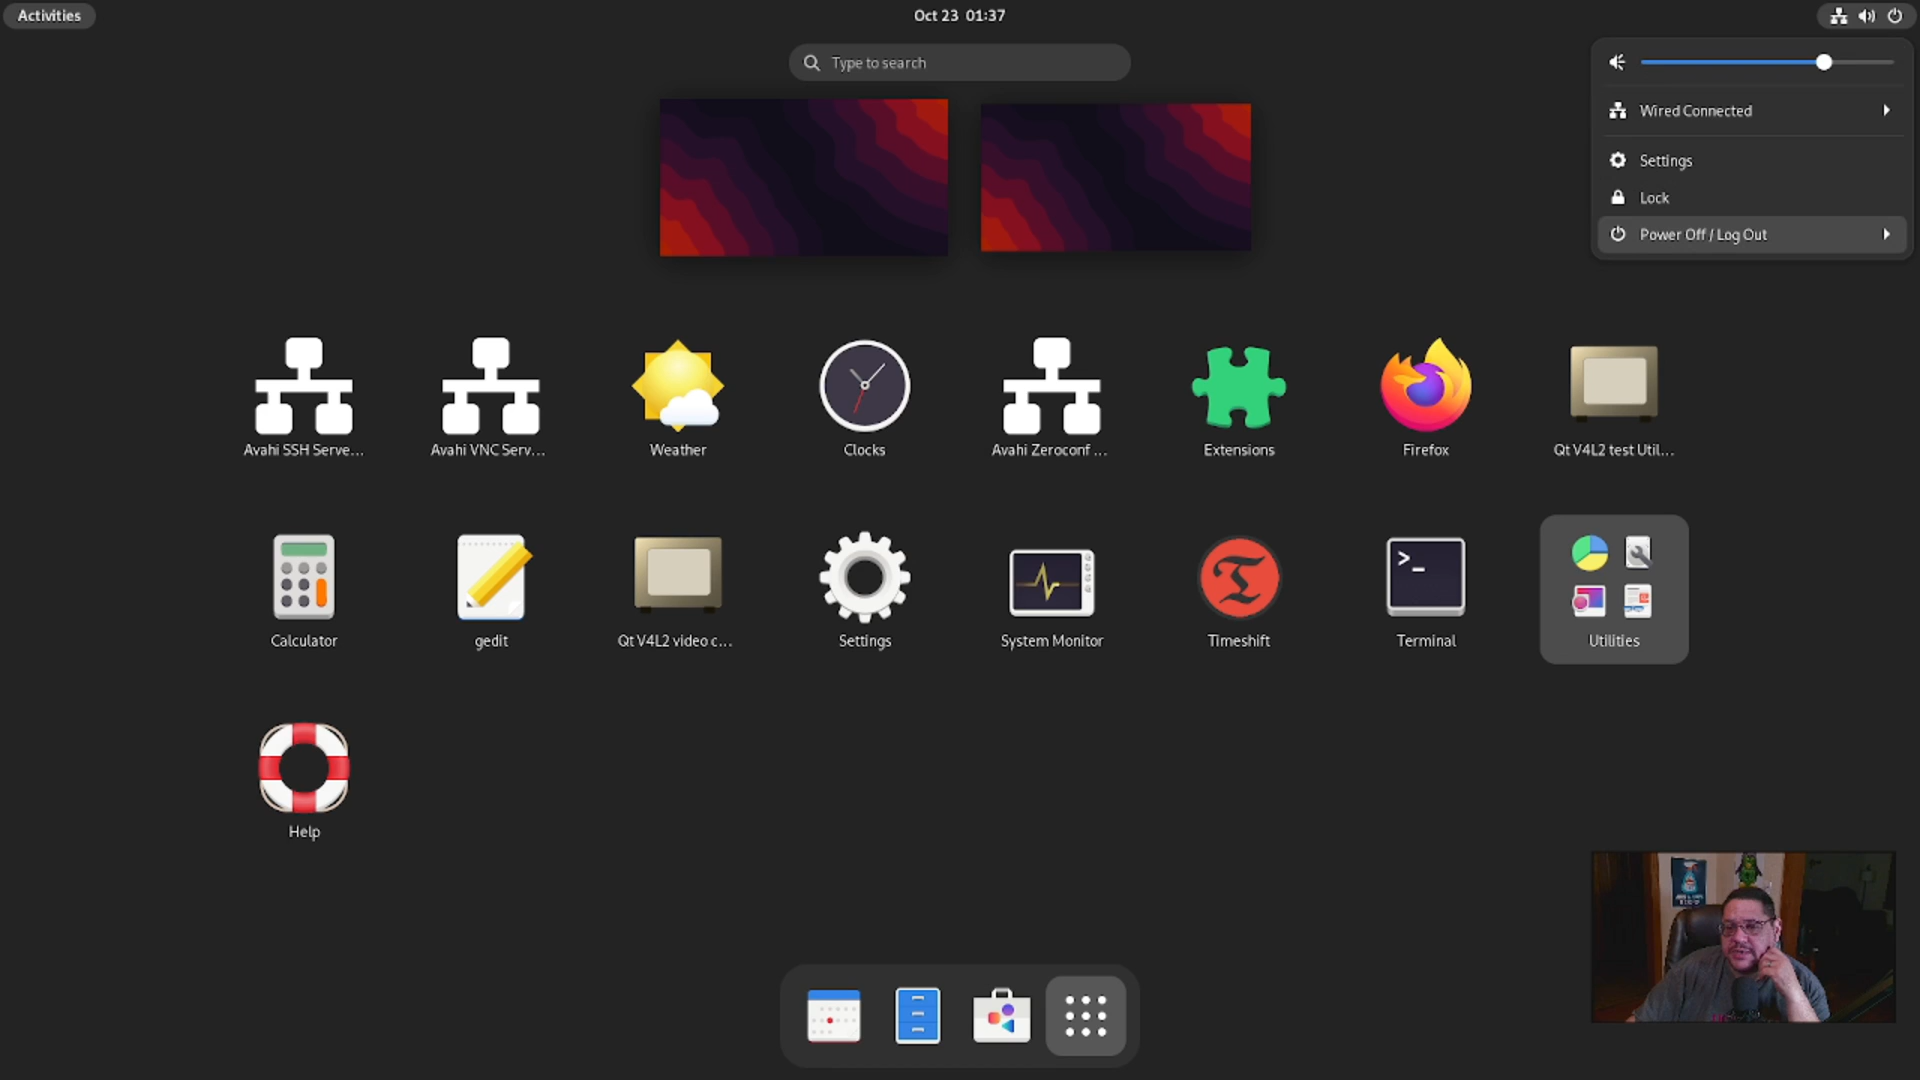 Activities
Oct 23 01:37
Type to search
Wired Connected
Settings
Lock
Power Off / Log Out
Avahi SSH Serve...
Avahi VNC Serv...
Weather
Clocks
Avahi Zeroconf ...
Extensions
Firefox
Qt V4L2 test Util...
Calculator
gedit
Qt V4L2 video c...
Settings
System Monitor
Timeshift
Terminal
Utilities
Help